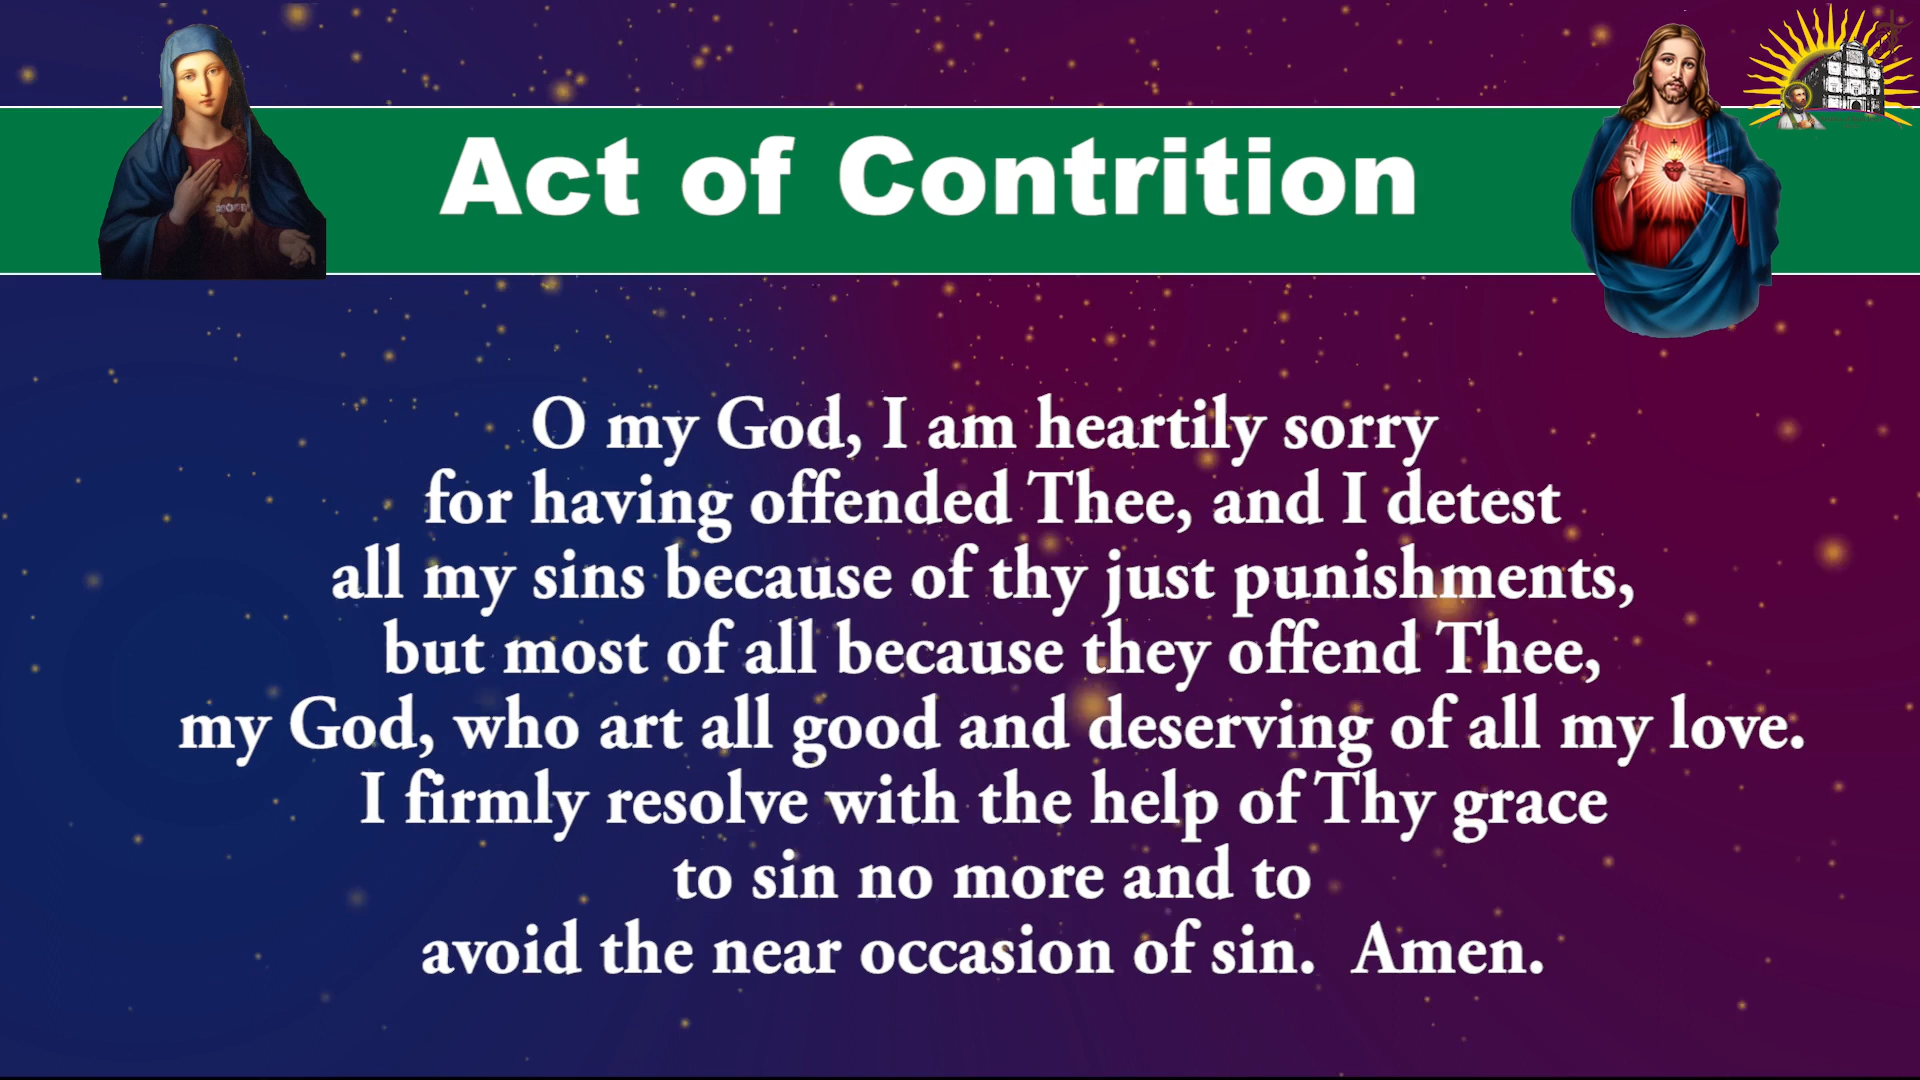 Act of Contrition
O my God, I am heartily sorry
for having offended Thee, and I detest
all my sins because of thy just punishments,
but most of all because they offend Thee,
my God, who art all good and deserving of all my love.
I firmly resolve with the help of Thy grace
to sin no more and to
avoid the near occasion of sin.  Amen.